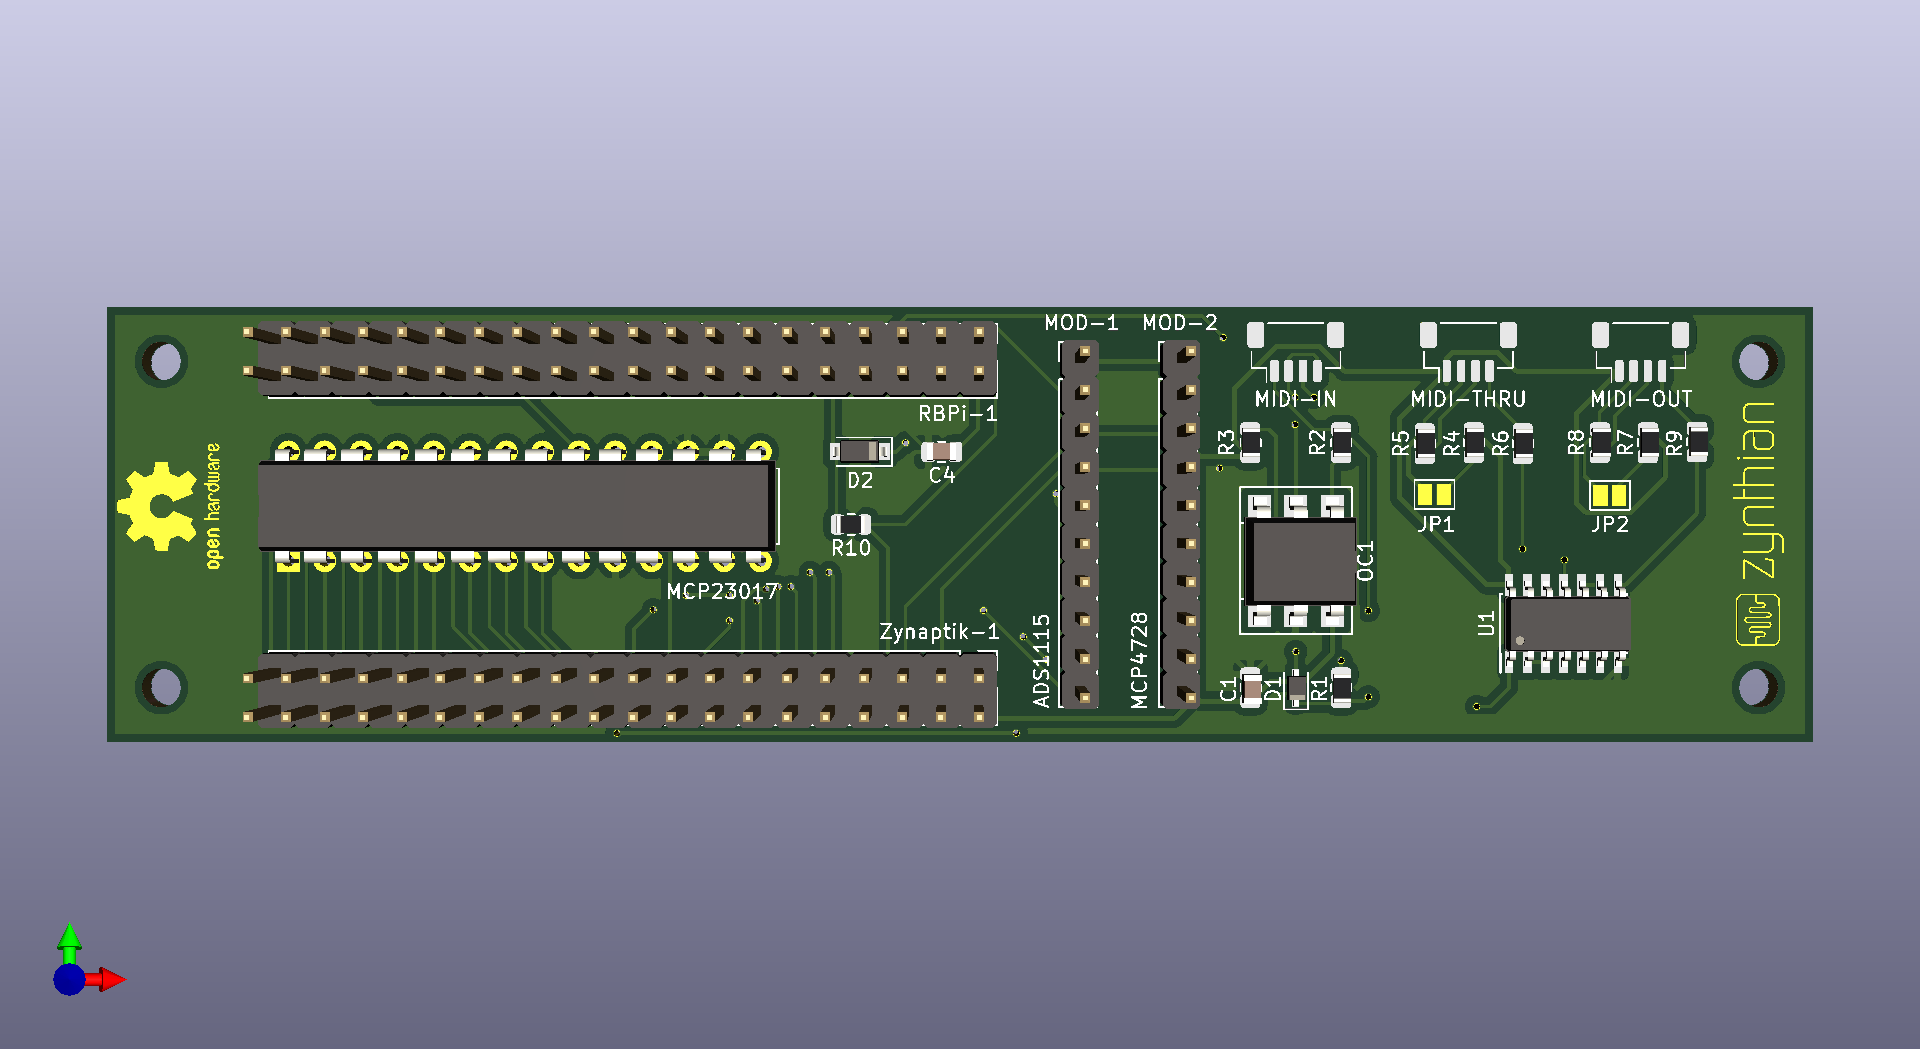 MOD-1
MOD-2
RBPi-1
MIDI-IN
MIDI-THRU
MIDI-OUT
R3
R2
R5
R4
R6
R8
R7
R9
D2
C4
R10
JP1
JP2
open hardware
MCP23017
Zynaptik-1
ADS1115
MCP4728
OC1
U1
C1
D1
R1
zynthian